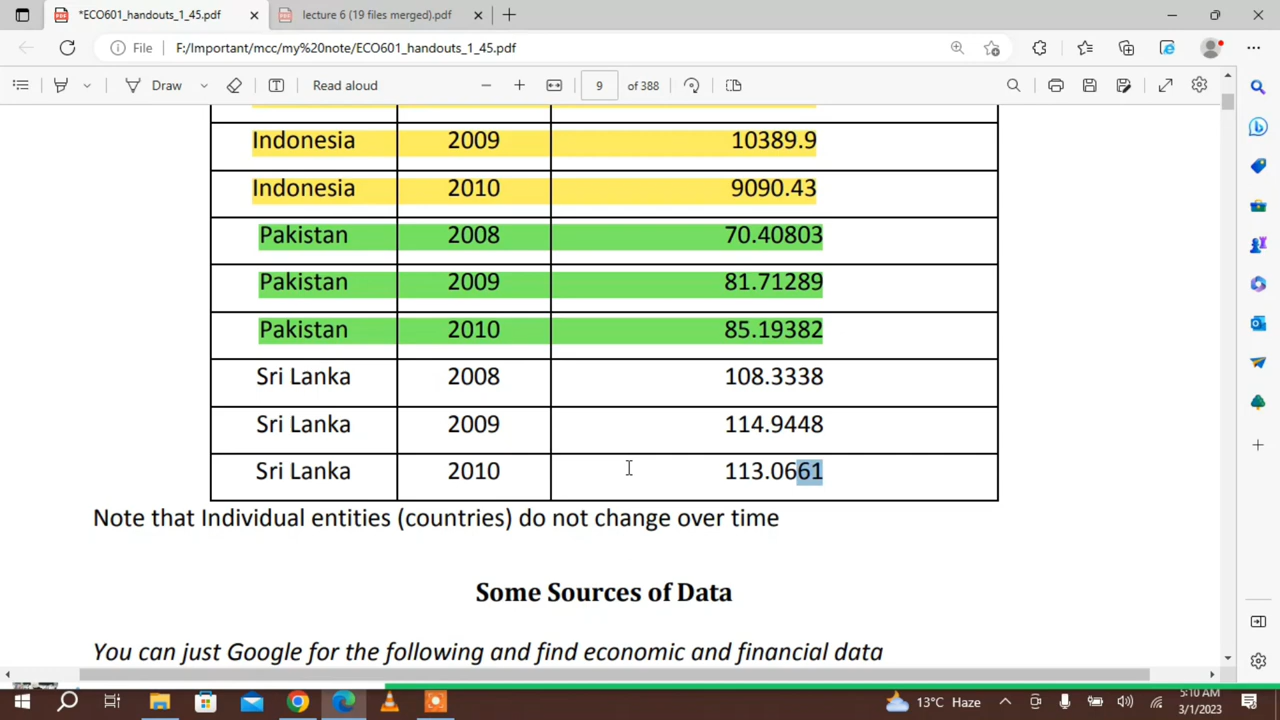 *ECO601_handouts_1_45.pdf
lecture 6 (19 files merged).pdf
File F:/Important/mcc/my%20note/ECO601_handouts_1_45.pdf
Draw Read aloud 9 of 388
Indonesia 2009 10389.9
Indonesia 2010 9090.43
Pakistan 2008 70.40803
Pakistan 2009 81.71289
Pakistan 2010 85.19382
Sri Lanka 2008 108.3338
Sri Lanka 2009 114.9448
Sri Lanka 2010 113.0661
Note that Individual entities (countries) do not change over time
Some Sources of Data
You can just Google for the following and find economic and financial data
13°C Haze
5:10 AM
3/1/2023